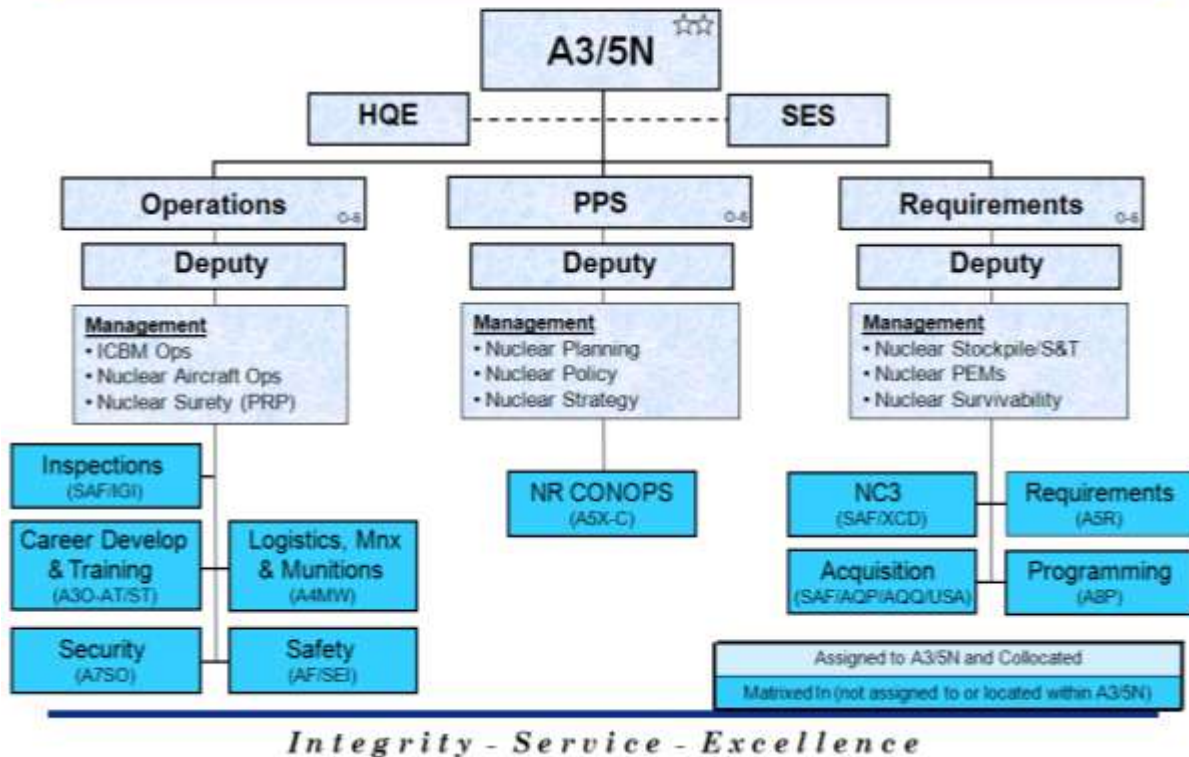 A3/5N
HQE
SES
Operations
O-6
PPS
O-6
Requirements
O-6
Deputy
Deputy
Deputy
Management
• ICBM Ops
• Nuclear Aircraft Ops
• Nuclear Surety (PRP)
Management
• Nuclear Planning
• Nuclear Policy
• Nuclear Strategy
Management
• Nuclear Stockpile/S&T
• Nuclear PEMs
• Nuclear Survivability
Inspections
(SAF/IGI)
Career Develop
& Training
(A3O-AT/ST)
Logistics, Mnx
& Munitions
(A4MW)
Security
(A7SO)
Safety
(AF/SEI)
NR CONOPS
(A5X-C)
NC3
(SAF/XCD)
Requirements
(A5R)
Acquisition
(SAF/AQP/AQQ/USA)
Programming
(A8P)
Assigned to A3/5N and Collocated
Matrixed In (not assigned to or located within A3/5N)
Integrity - Service - Excellence